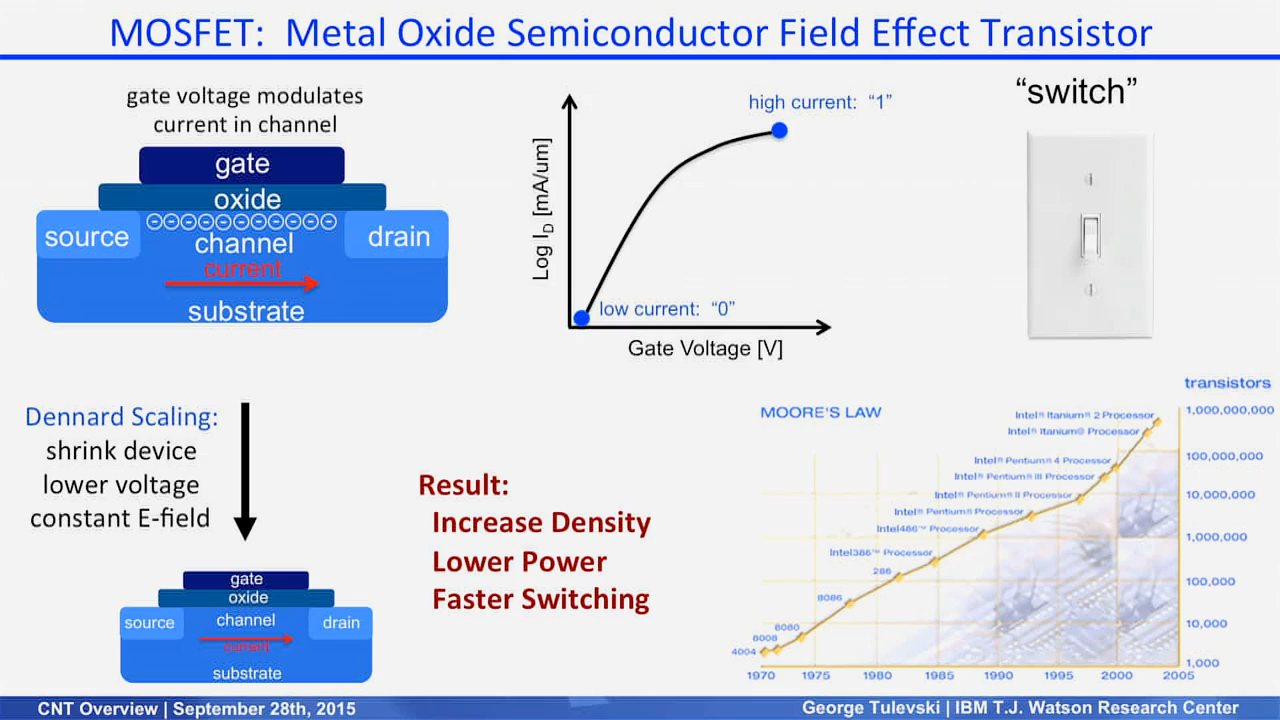 MOSFET: Metal Oxide Semiconductor Field Effect Transistor
gate voltage modulates
current in channel
gate
oxide
source
channel
drain
current
substrate
high current: “1”
Log ID [mA/um]
low current: “0”
Gate Voltage [V]
“switch”
Dennard Scaling:
shrink device
lower voltage
constant E-field
gate
oxide
source
channel
drain
current
substrate
Result:
Increase Density
Lower Power
Faster Switching
transistors
MOORE'S LAW
Intel® Itanium® 2 Processor
Intel® Itanium® Processor
Intel® Pentium® 4 Processor
Intel® Pentium® III Processor
Intel® Pentium® II Processor
Intel® Pentium® Processor
Intel486™ Processor
Intel386™ Processor
286
8086
8080
8008
4004
1,000,000,000
100,000,000
10,000,000
1,000,000
100,000
10,000
1,000
1970 1975 1980 1985 1990 1995 2000 2005
CNT Overview | September 28th, 2015
George Tulevski | IBM T.J. Watson Research Center